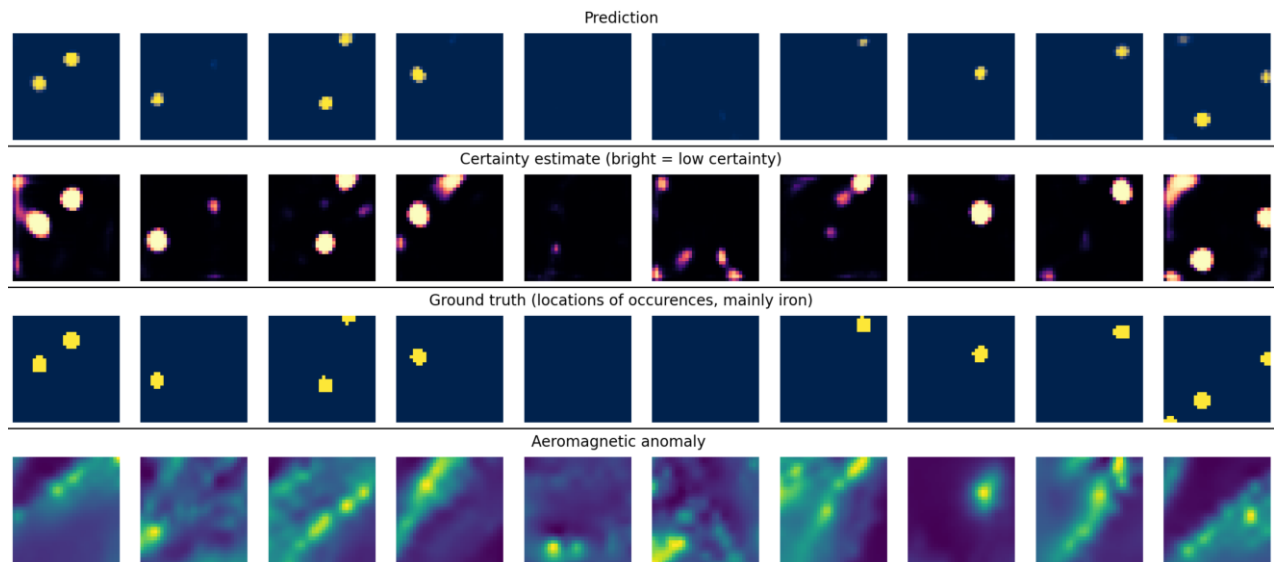 Prediction
Certainty estimate (bright = low certainty)
Ground truth (locations of occurences, mainly iron)
Aeromagnetic anomaly